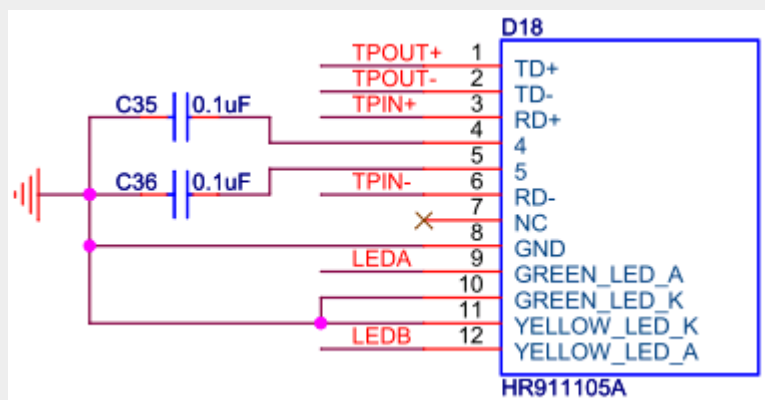 D18
TPOUT+ 1 TD+
TPOUT- 2 TD-
TPIN+ 3 RD+
C35 0.1uF 4 4
5 5
C36 0.1uF TPIN- 6 RD-
7 NC
8 GND
LEDA 9 GREEN_LED_A
10 GREEN_LED_K
11 YELLOW_LED_K
LEDB 12 YELLOW_LED_A
HR911105A